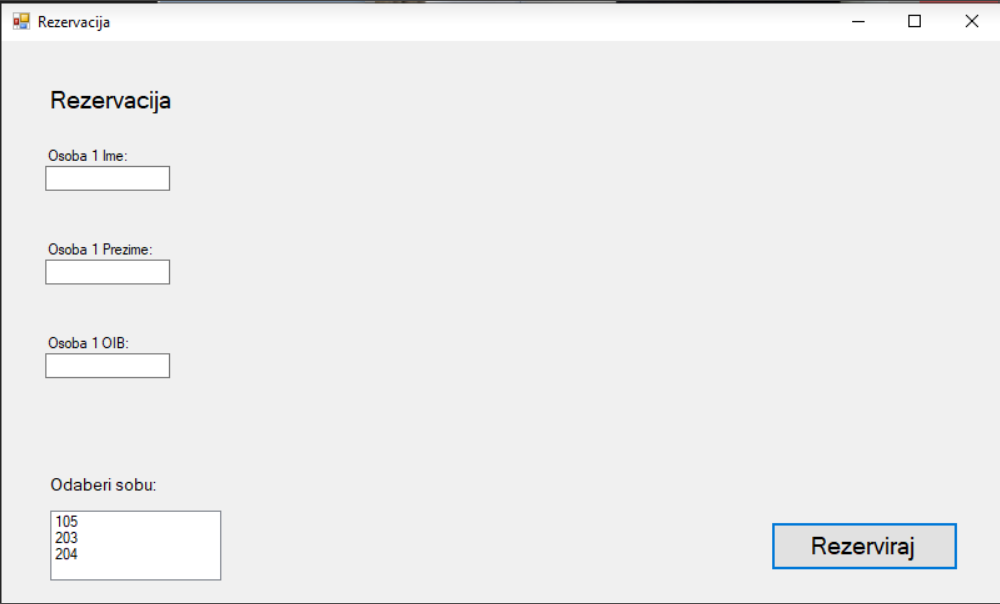 Rezervacija
Rezervacija
Osoba 1 Ime:
Osoba 1 Prezime:
Osoba 1 OIB:
Odaberi sobu:
105
203
204
Rezerviraj